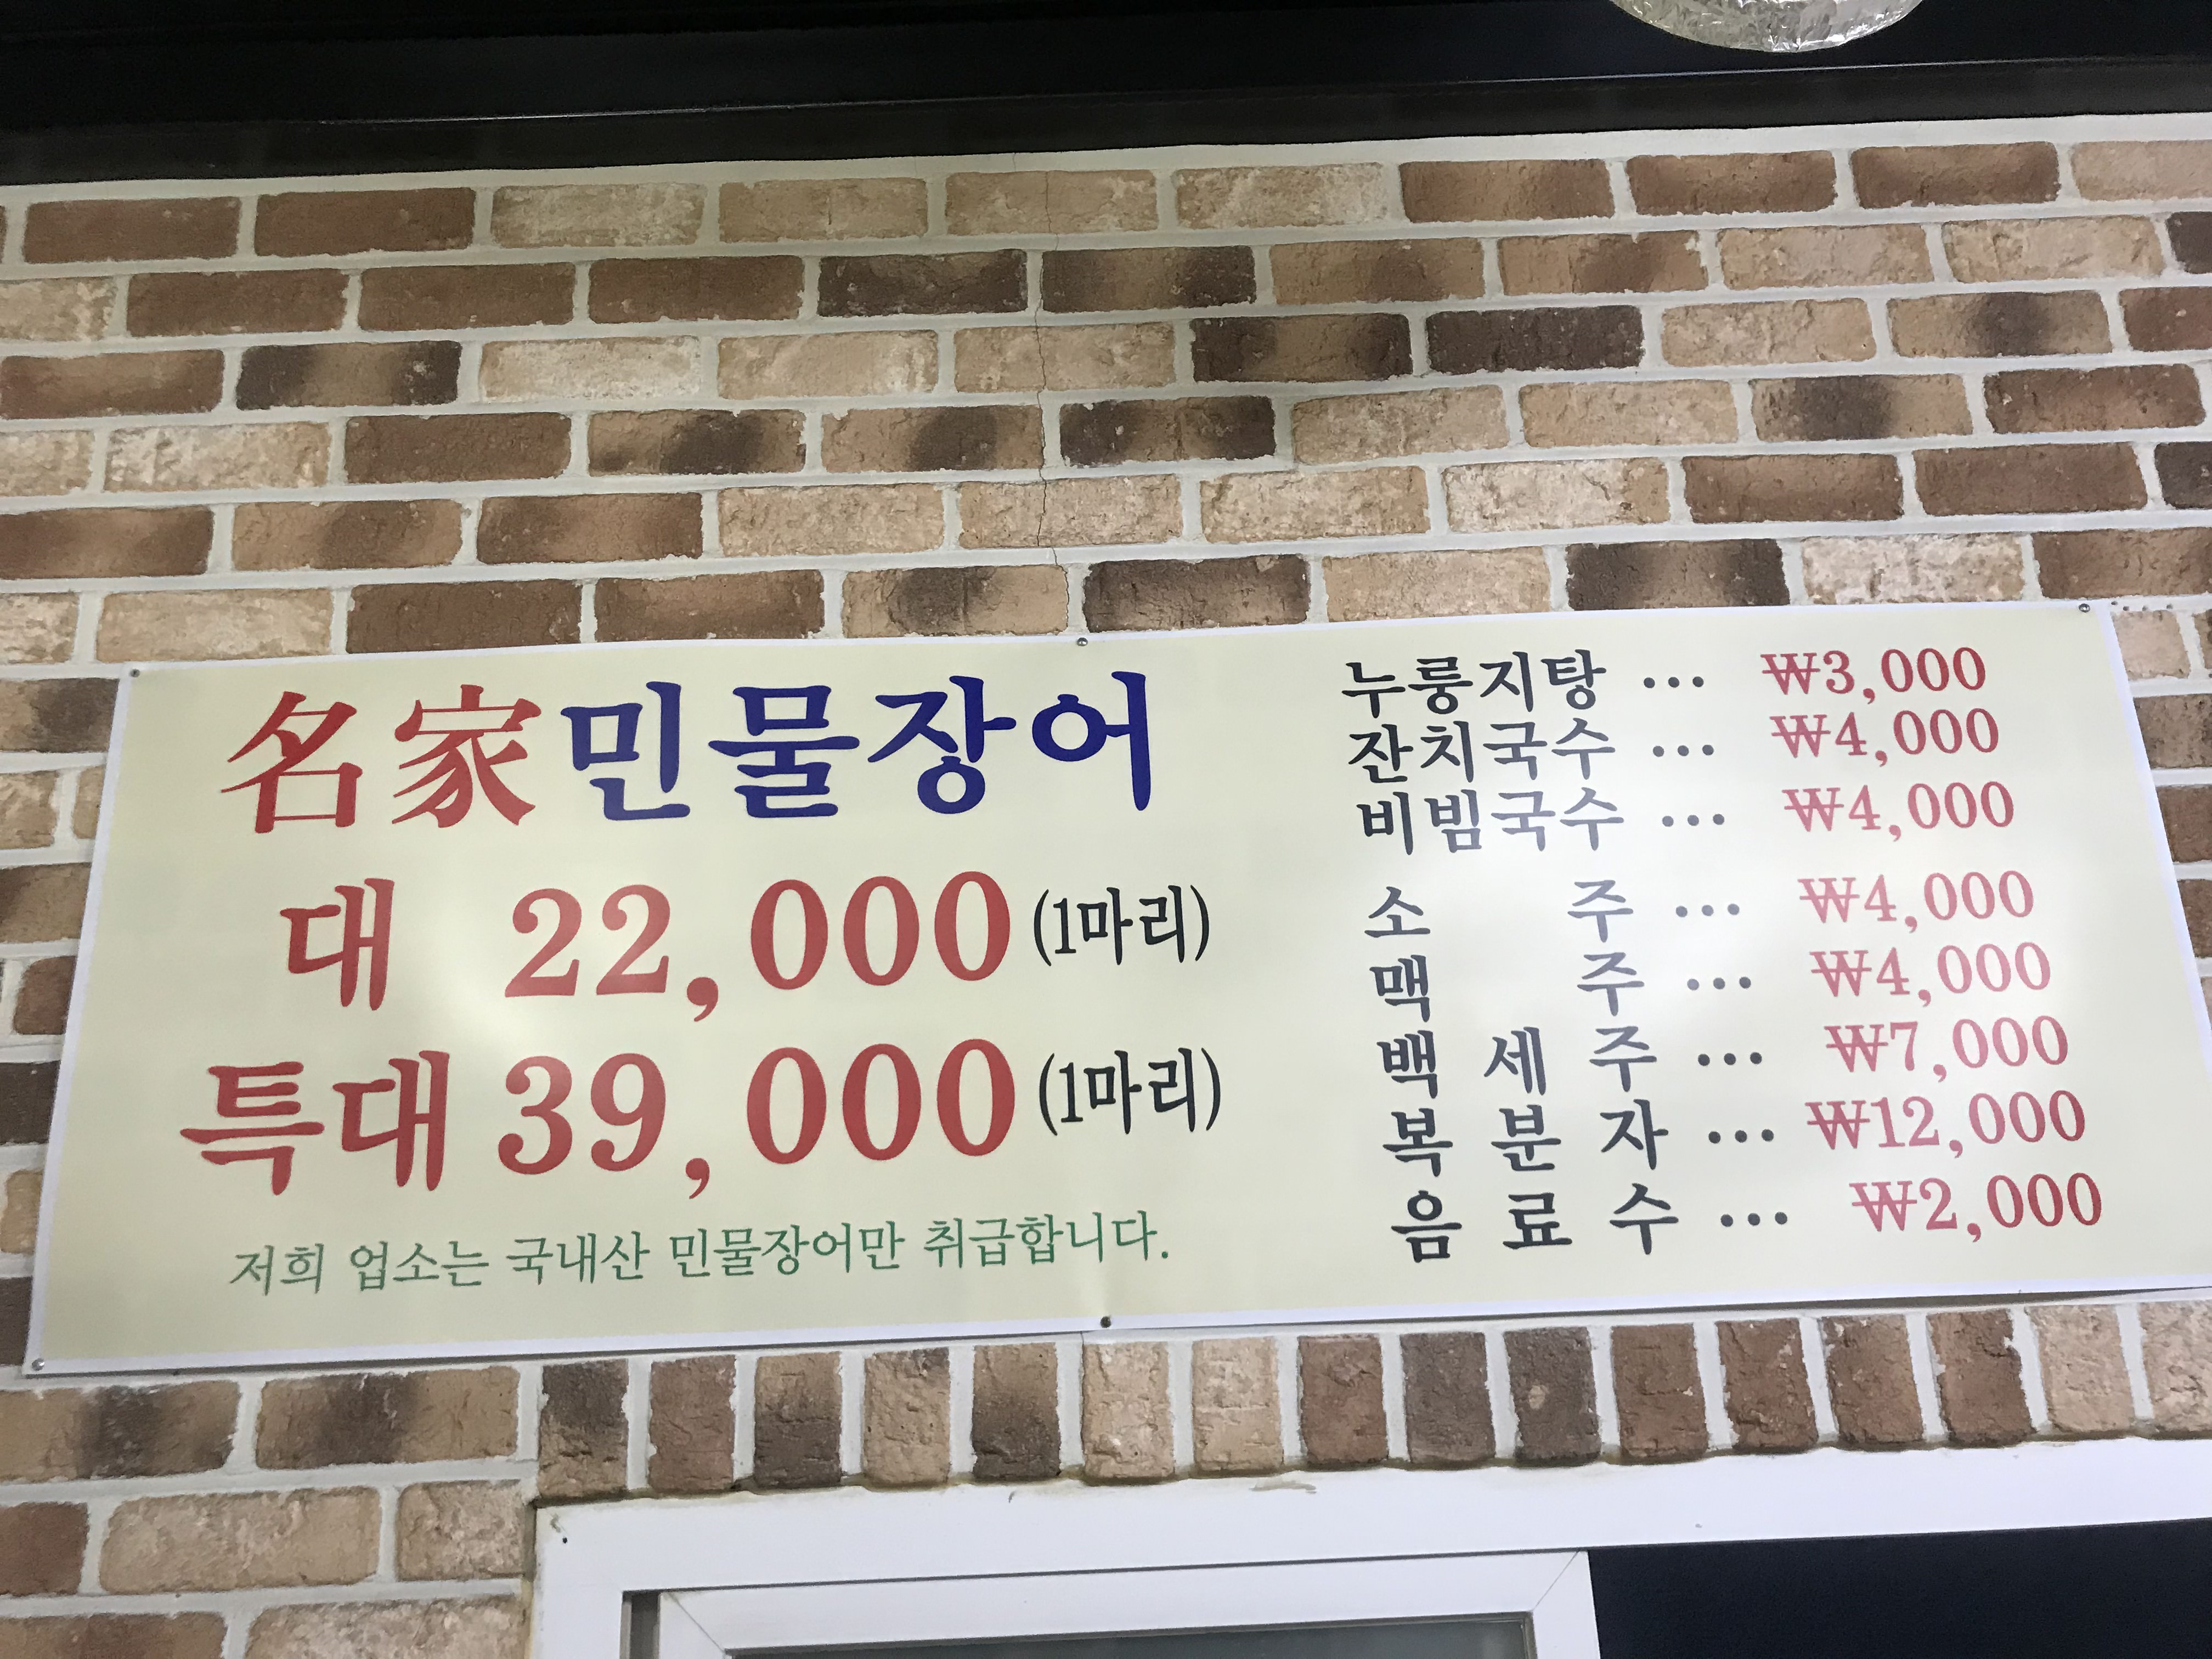 名家민물장어
대 22,000(1마리)
특대 39,000(1마리)
저희 업소는 국내산 민물장어만 취급합니다.
누룽지탕 … ₩3,000
잔치국수 … ₩4,000
비빔국수 … ₩4,000
소 주 … ₩4,000
맥 주 … ₩4,000
백 세 주 … ₩7,000
복 분 자 … ₩12,000
음 료 수 … ₩2,000